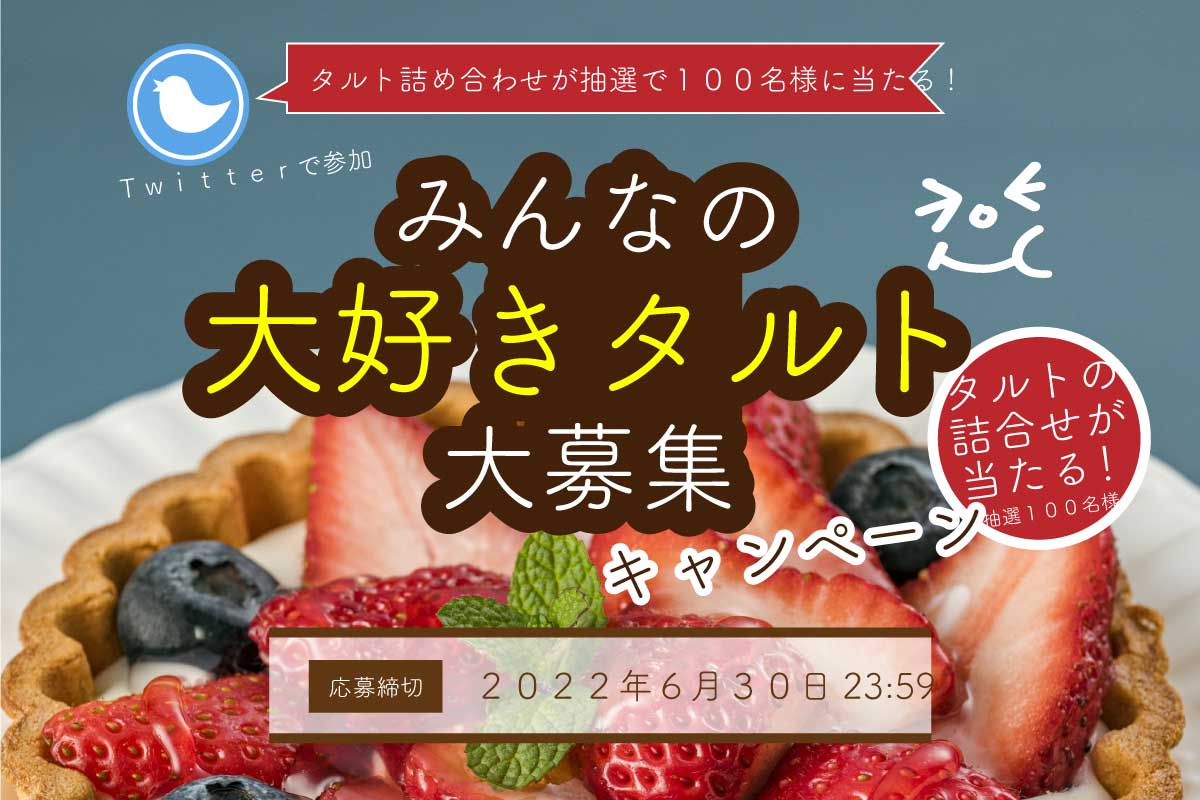 タルト詰め合わせが抽選で１００名様に当たる！
Ｔｗｉｔｔｅｒで参加
みんなの
大好きタルト
大募集
キャンペーン
タルトの
詰合せが
当たる！
抽選１００名様
応募締切
２０２２年６月３０日 23:59